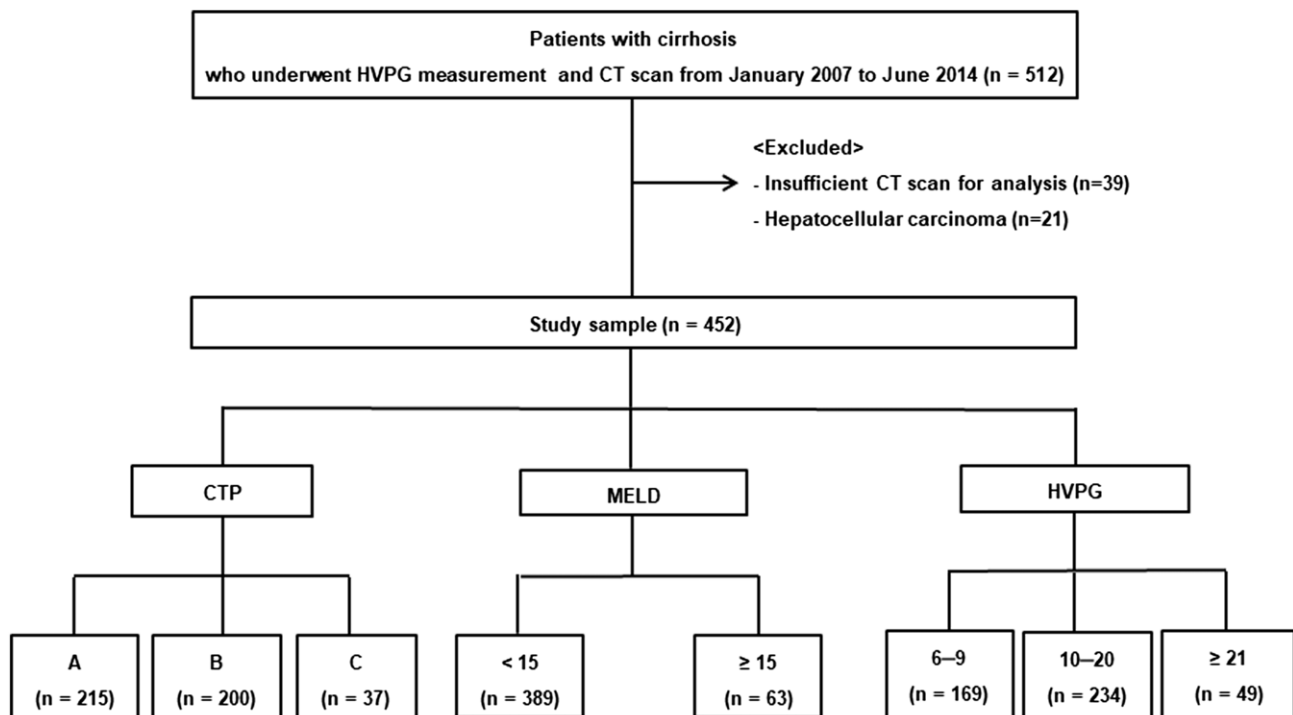 Patients with cirrhosis
who underwent HVPG measurement and CT scan from January 2007 to June 2014 (n = 512)
<Excluded>
- Insufficient CT scan for analysis (n=39)
- Hepatocellular carcinoma (n=21)
Study sample (n = 452)
CTP
MELD
HVPG
A
(n = 215)
B
(n = 200)
C
(n = 37)
< 15
(n = 389)
≥ 15
(n = 63)
6–9
(n = 169)
10–20
(n = 234)
≥ 21
(n = 49)